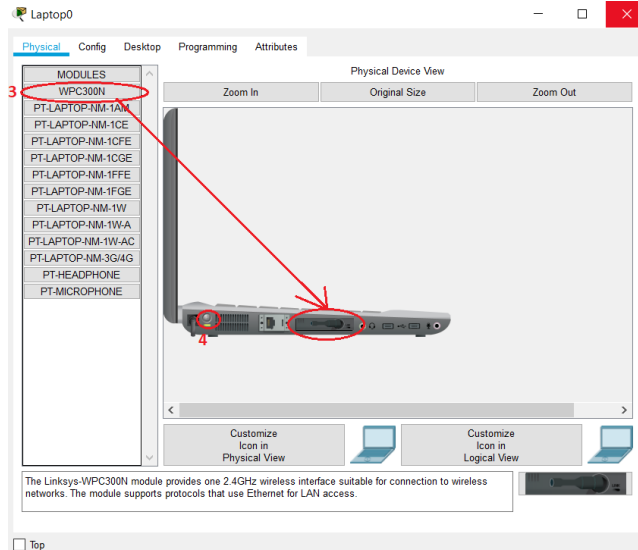 Laptop0
Physical Config Desktop Programming Attributes
MODULES
3 WPC300N
PT-LAPTOP-NM-1AM
PT-LAPTOP-NM-1CE
PT-LAPTOP-NM-1CFE
PT-LAPTOP-NM-1CGE
PT-LAPTOP-NM-1FFE
PT-LAPTOP-NM-1FGE
PT-LAPTOP-NM-1W
PT-LAPTOP-NM-1W-A
PT-LAPTOP-NM-1W-AC
PT-LAPTOP-NM-3G/4G
PT-HEADPHONE
PT-MICROPHONE
Physical Device View
Zoom In Original Size Zoom Out
4
Customize
Icon in
Physical View
Customize
Icon in
Logical View
The Linksys-WPC300N module provides one 2.4GHz wireless interface suitable for connection to wireless
networks. The module supports protocols that use Ethernet for LAN
access.
Top